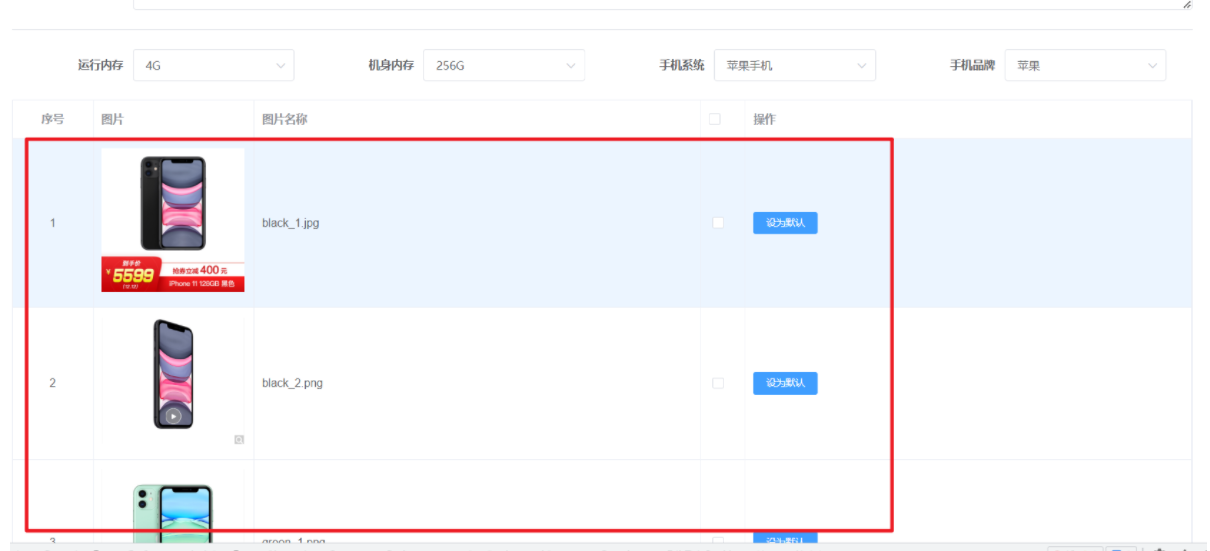 运行内存 4G 机身内存 256G 手机系统 苹果手机 手机品牌 苹果
序号 图片 图片名称 操作
1 black_1.jpg 设为默认
到手价
¥5599 抢券立减400元
iPhone 11 128GB 黑色
2 black_2.png 设为默认
3 green_1.png 设为默认